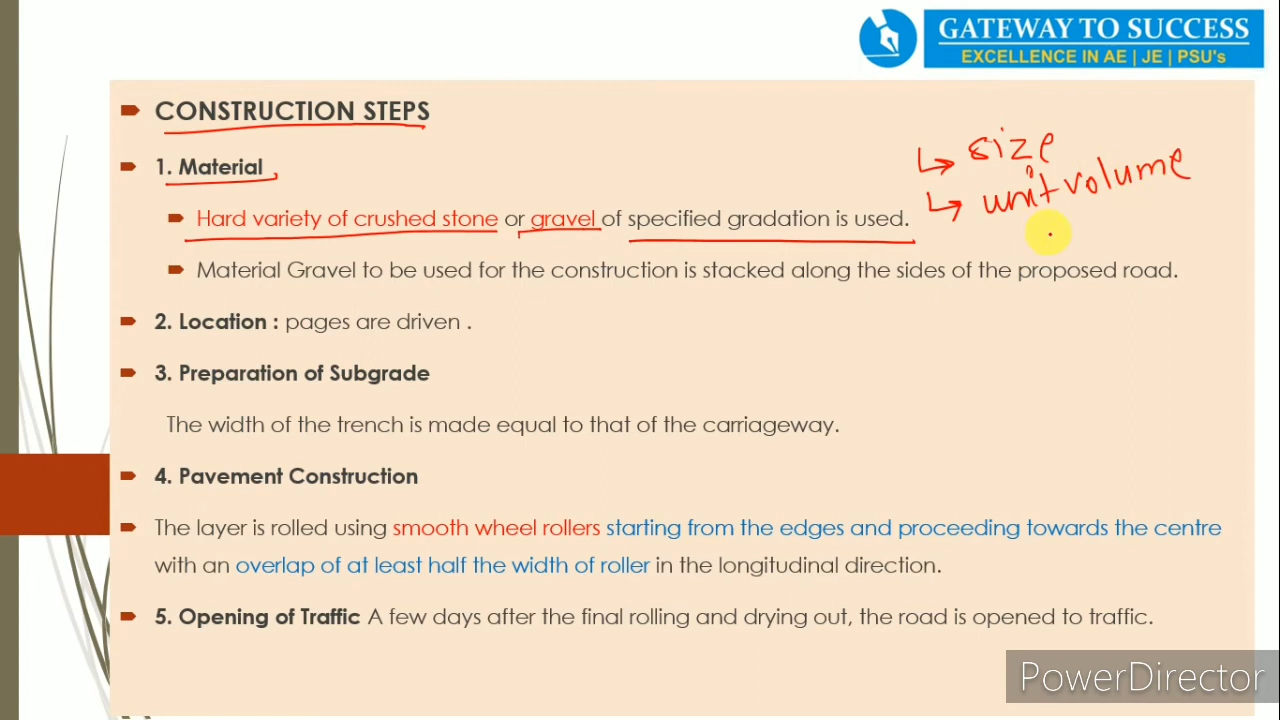 GATEWAY TO SUCCESS
EXCELLENCE IN AE | JE | PSU's
CONSTRUCTION STEPS
1. Material
Hard variety of crushed stone or gravel of specified gradation is used.
↳ size
↳ unit volume
Material Gravel to be used for the construction is stacked along the sides of the proposed road.
2. Location : pages are driven .
3. Preparation of Subgrade
The width of the trench is made equal to that of the carriageway.
4. Pavement Construction
The layer is rolled using smooth wheel rollers starting from the edges and proceeding towards the centre
with an overlap of at least half the width of roller in the longitudinal direction.
5. Opening of Traffic A few days after the final rolling and drying out, the road is opened to traffic.
PowerDirector